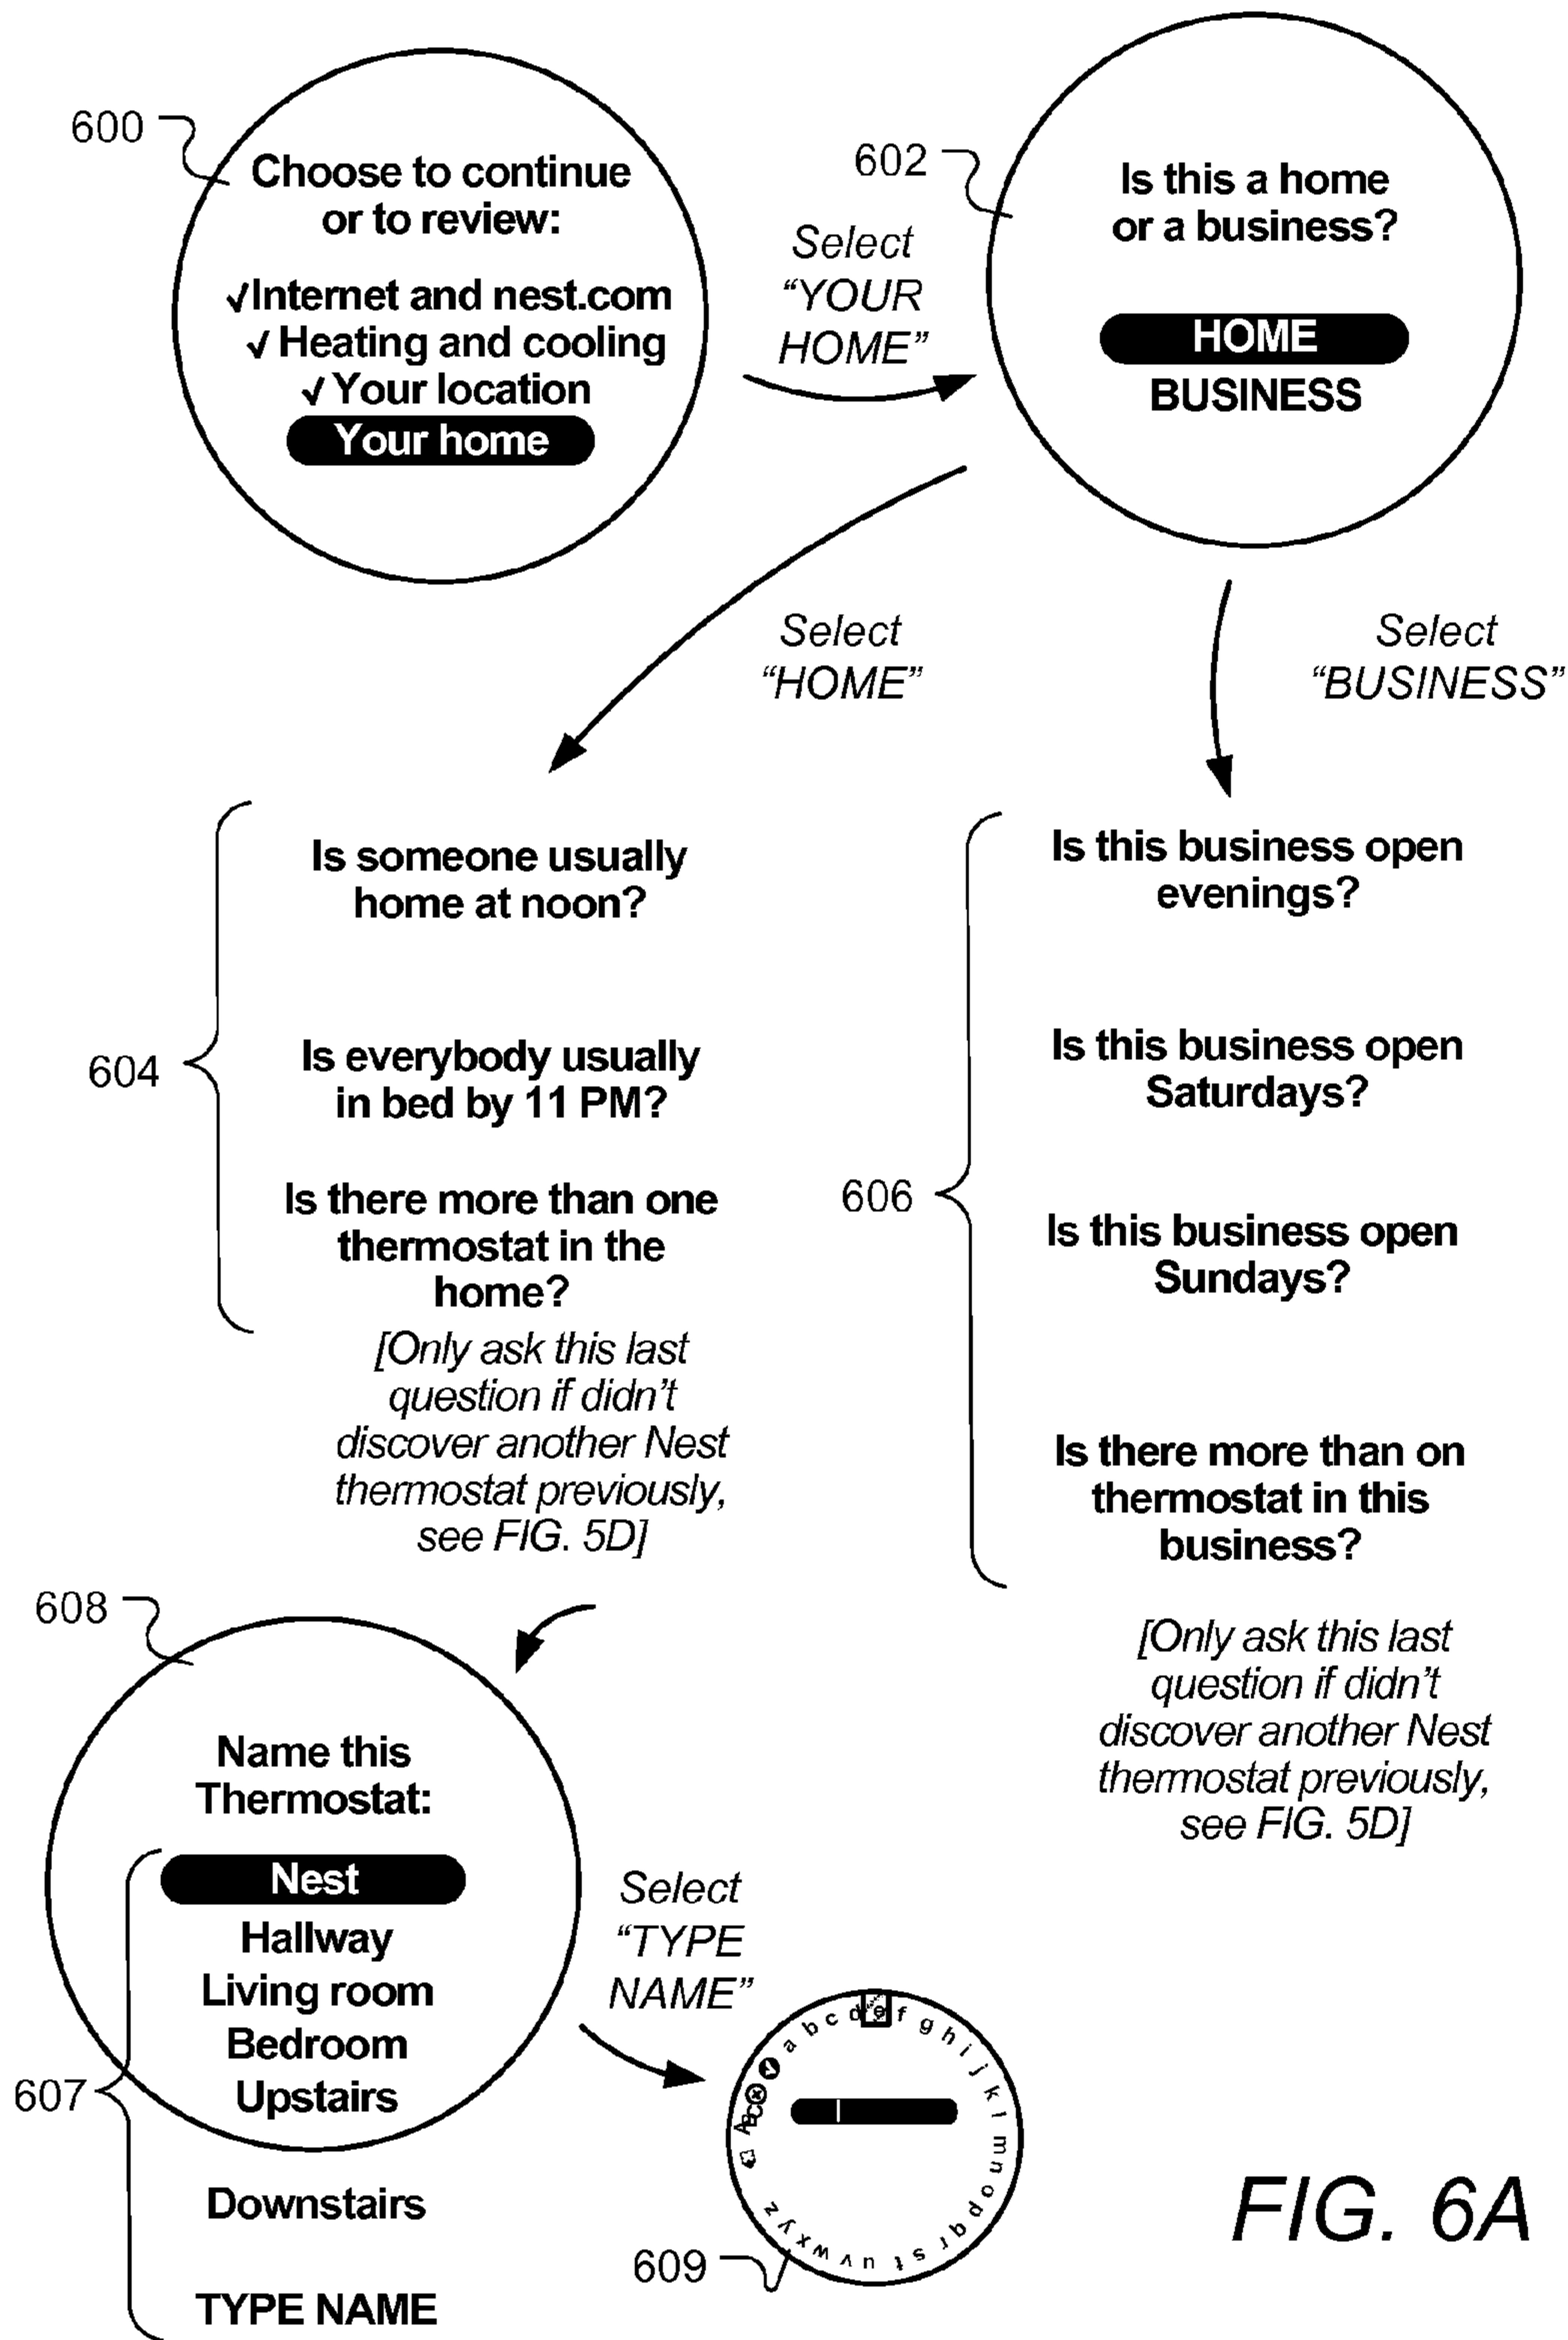 600
Choose to continue
or to review:
√Internet and nest.com
√ Heating and cooling
√ Your location
Your home
Select
“YOUR
HOME”
602
Is this a home
or a business?
HOME
BUSINESS
Select
“HOME”
Select
“BUSINESS”
604
Is someone usually
home at noon?
Is everybody usually
in bed by 11 PM?
Is there more than one
thermostat in the
home?
[Only ask this last
question if didn’t
discover another Nest
thermostat previously,
see FIG. 5D]
606
Is this business open
evenings?
Is this business open
Saturdays?
Is this business open
Sundays?
Is there more than on
thermostat in this
business?
[Only ask this last
question if didn’t
discover another Nest
thermostat previously,
see FIG. 5D]
608
Name this
Thermostat:
607
Nest
Hallway
Living room
Bedroom
Upstairs
Downstairs
TYPE NAME
Select
“TYPE
NAME”
a b c d e f g h i j k l m n o p q r s t u v w x y z
609
FIG. 6A